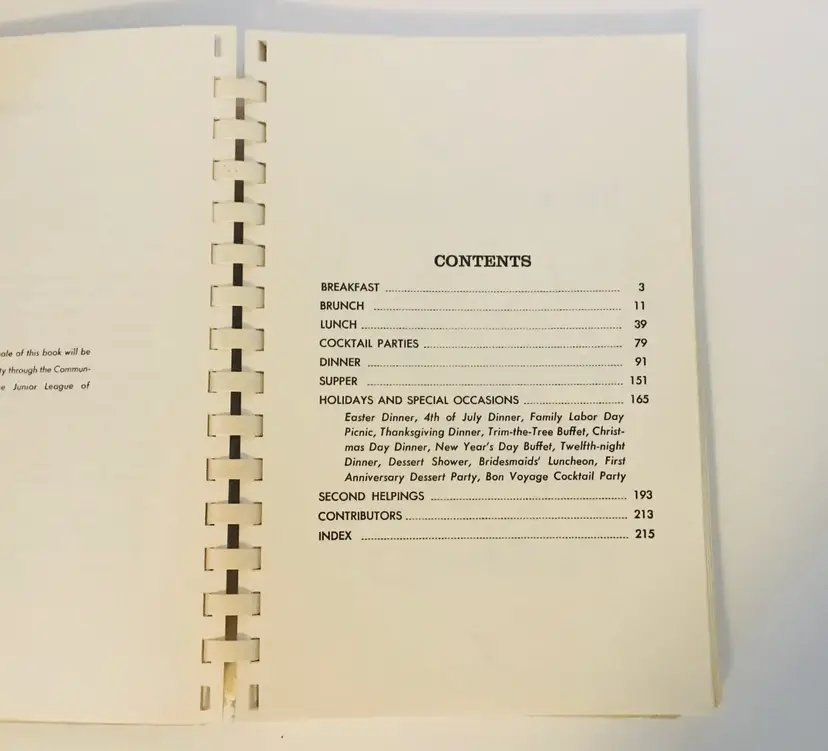 ale of this book will be
ty through the Commun-
e Junior League of
CONTENTS
BREAKFAST ........ 3
BRUNCH ........ 11
LUNCH ........ 39
COCKTAIL PARTIES ........ 79
DINNER ........ 91
SUPPER ........ 151
HOLIDAYS AND SPECIAL OCCASIONS ........ 165
Easter Dinner, 4th of July Dinner, Family Labor Day
Picnic, Thanksgiving Dinner, Trim-the-Tree Buffet, Christ-
mas Day Dinner, New Year's Day Buffet, Twelfth-night
Dinner, Dessert Shower, Bridesmaids' Luncheon, First
Anniversary Dessert Party, Bon Voyage Cocktail Party
SECOND HELPINGS ........ 193
CONTRIBUTORS ........ 213
INDEX ........ 215